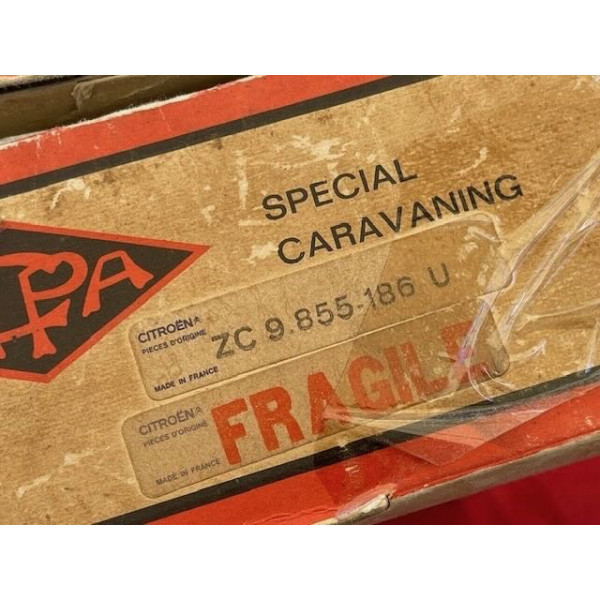 SPECIAL
CARAVANING
PA
CITROËN
PIECES D'ORIGINE
MADE IN FRANCE
ZC 9.855-186 U
CITROËN
PIECES D'ORIGINE
MADE IN FRANCE
FRAGILE